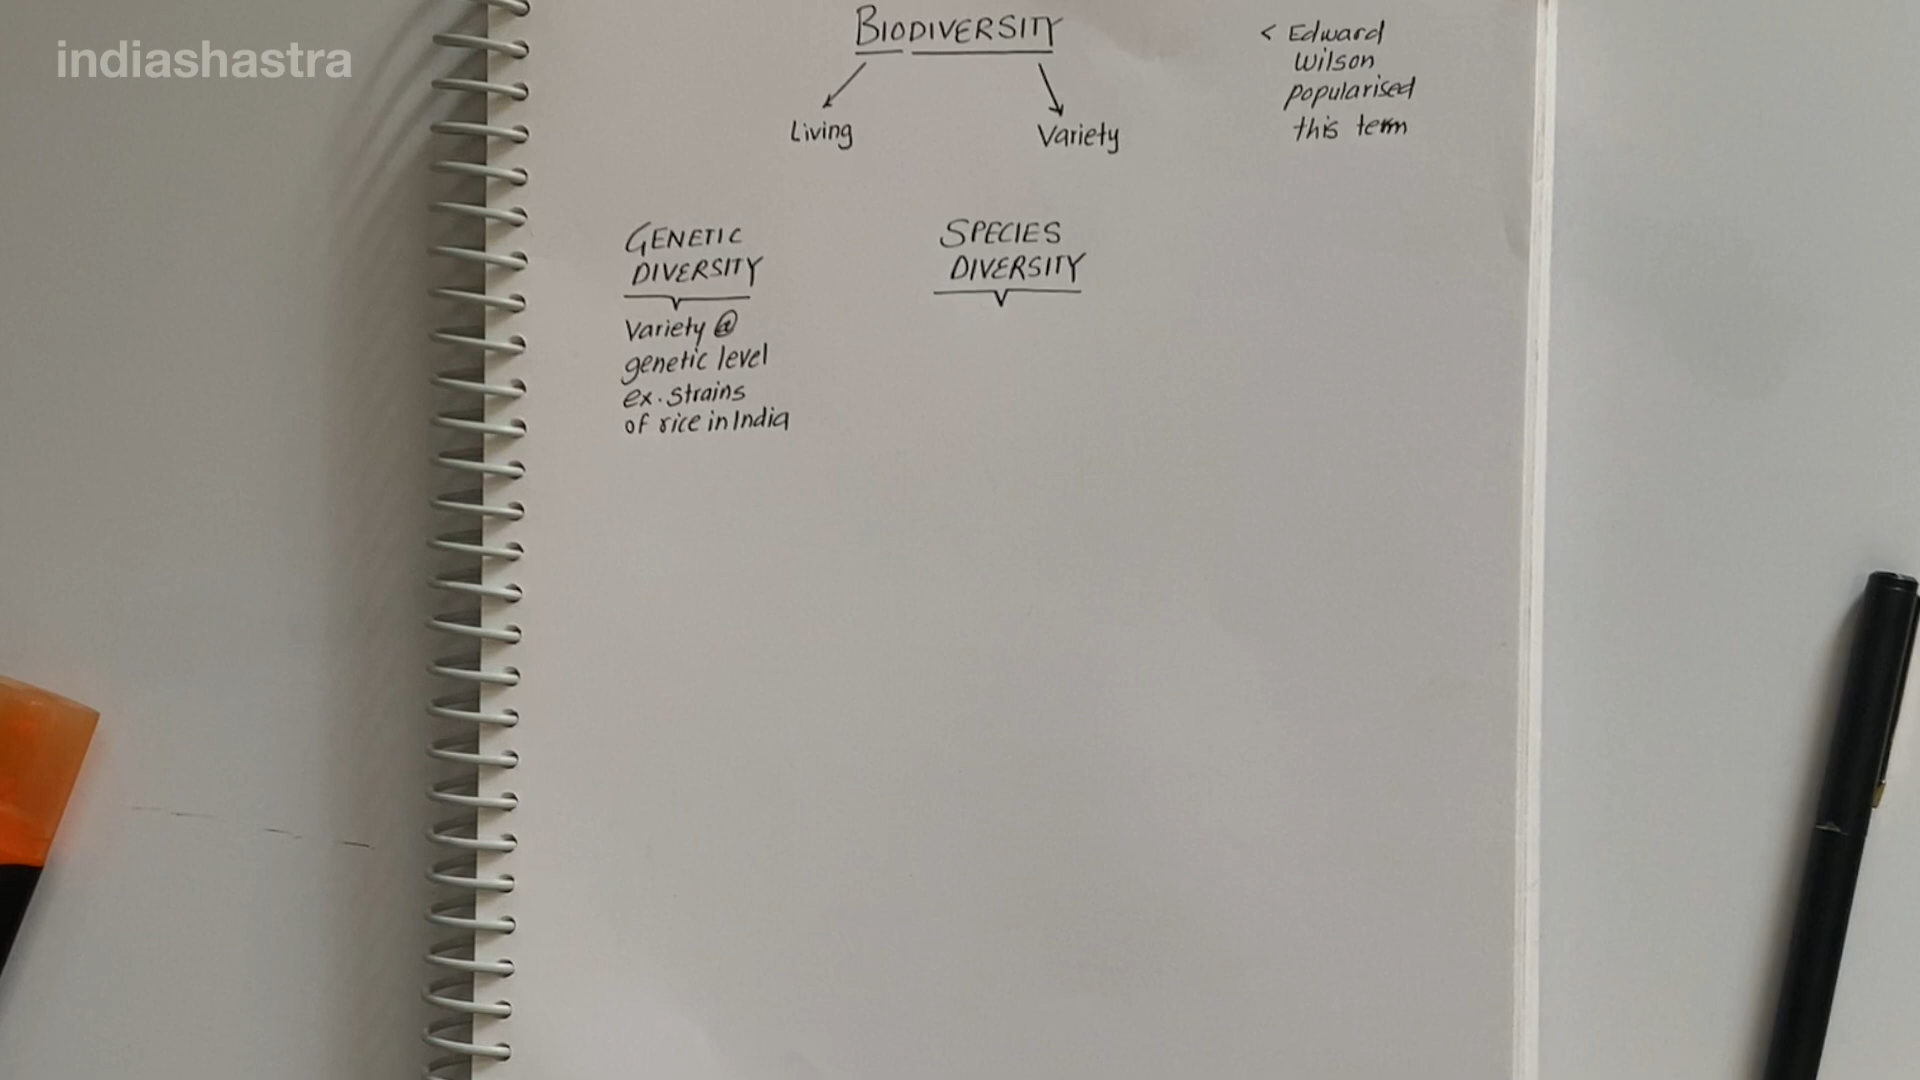 indiashastra
BIODIVERSITY
Living
Variety
< Edward
Wilson
popularised
this term
GENETIC
DIVERSITY
Variety @
genetic level
ex. strains
of rice in India
SPECIES
DIVERSITY